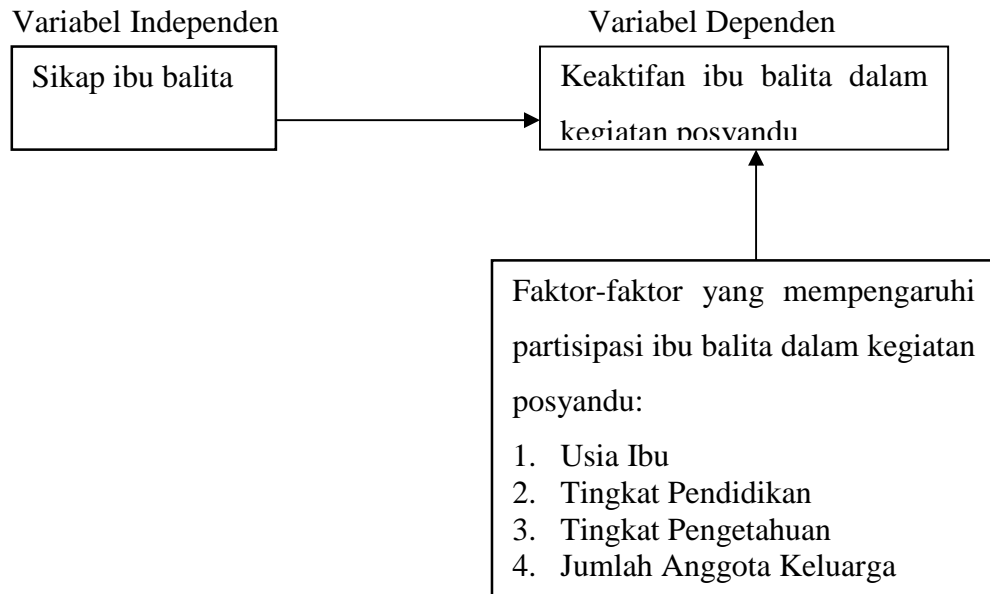 Variabel Independen
Variabel Dependen
Sikap ibu balita
Keaktifan ibu balita dalam
kegiatan posyandu
Faktor-faktor yang mempengaruhi
partisipasi ibu balita dalam kegiatan
posyandu:
1. Usia Ibu
2. Tingkat Pendidikan
3. Tingkat Pengetahuan
4. Jumlah Anggota Keluarga